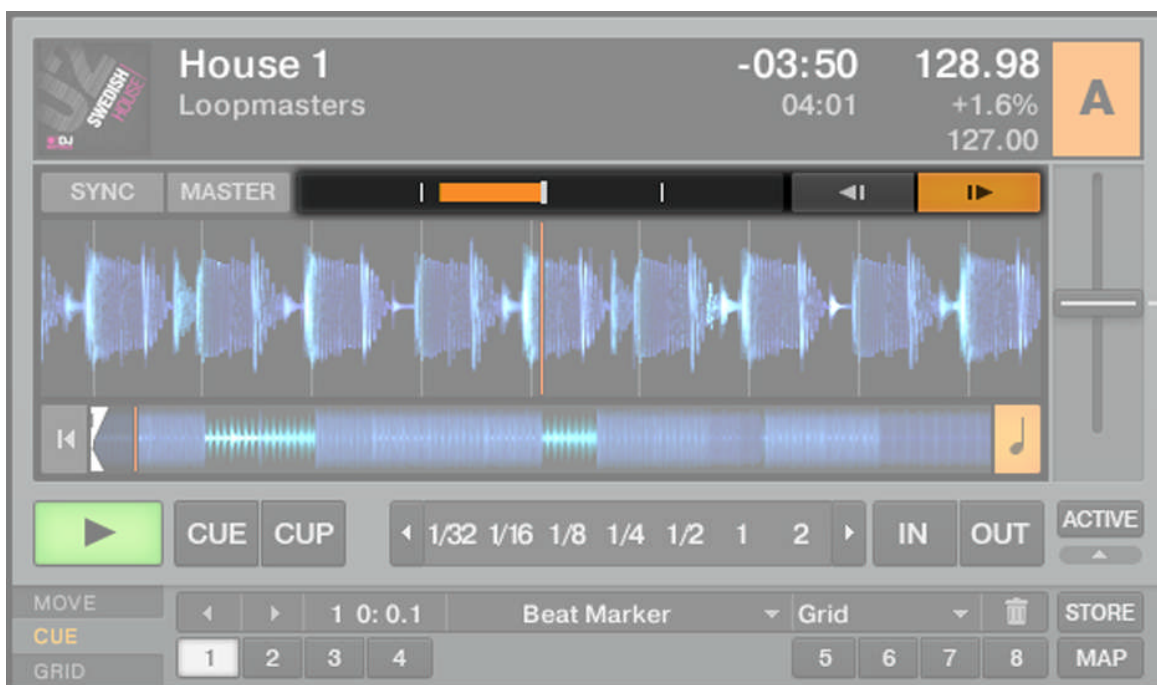 House 1 -03:50 128.98
Loopmasters 04:01 +1.6%
127.00
A
SWEDISH
HOUSE
DJ
SYNC MASTER
CUE CUP 1/32 1/16 1/8 1/4 1/2 1 2 IN OUT ACTIVE
MOVE 1 0:0.1 Beat Marker Grid STORE
CUE
GRID 1 2 3 4 5 6 7 8 MAP